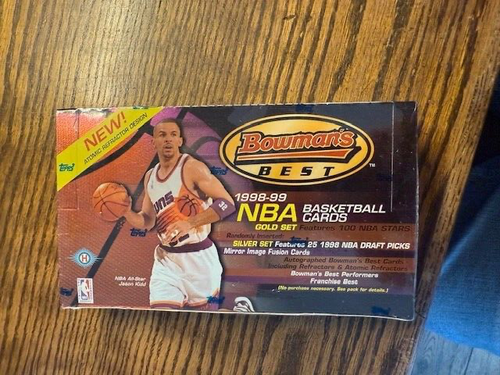 NEW!
ATOMIC REFRACTOR DESIGN
Topps
Bowman's
BEST
TM
1998-99
NBA BASKETBALL CARDS
GOLD SET Features 100 NBA STARS
Randomly Inserted:
SILVER SET Features 25 1998 NBA DRAFT PICKS
Mirror Image Fusion Cards
Autographed Bowman's Best Cards
Including Refractors & Atomic Refractors
Bowman's Best Performers
Franchise Best
(No purchase necessary. See pack for details.)
NBA All-Star
Jason Kidd
SUNS
32
NBA